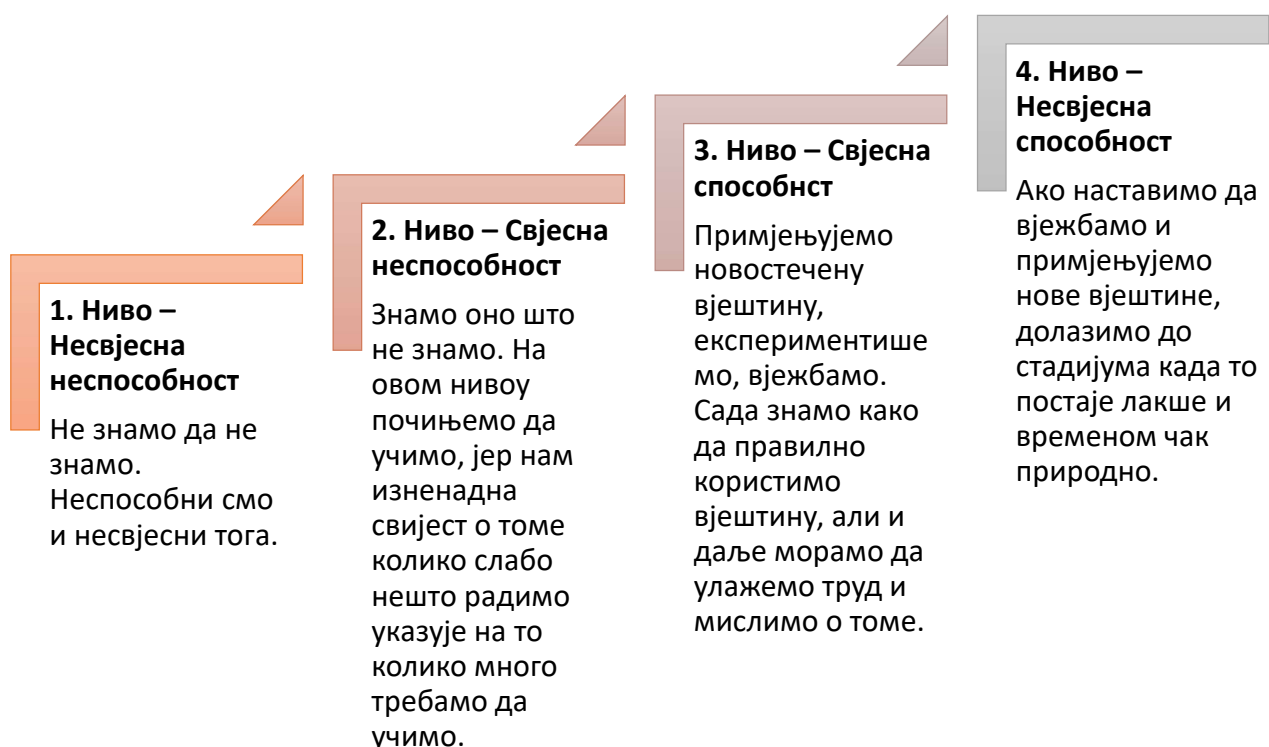 1. Ниво –
Несвјесна
неспособност
Не знамо да не
знамо.
Неспособни смо
и несвјесни тога.
2. Ниво – Свјесна
неспособност
Знамо оно што
не знамо. На
овом нивоу
почињемо да
учимо, јер нам
изненадна
свијест о томе
колико слабо
нешто радимо
указује на то
колико много
требамо да
учимо.
3. Ниво – Свјесна
способнст
Примјењујемо
новостечену
вјештину,
експериментише
мо, вјежбамо.
Сада знамо како
да правилно
користимо
вјештину, али и
даље морамо да
улажемо труд и
мислимо о томе.
4. Ниво –
Несвјесна
способност
Ако наставимо да
вјежбамо и
примјењујемо
нове вјештине,
долазимо до
стадијума када то
постаје лакше и
временом чак
природно.